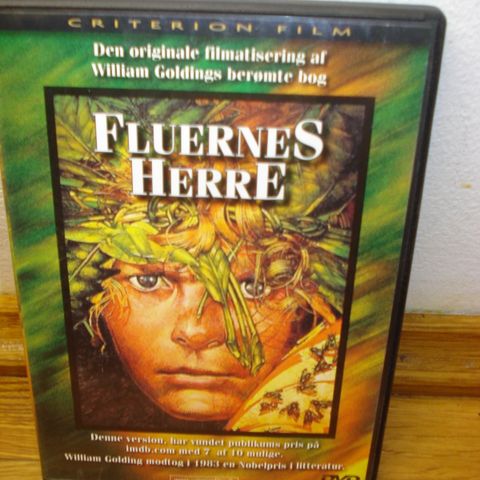 CRITERION FILM
Den originale filmatisering af
William Goldings berømte bog
FLUERNES
HERRE
Denne version, har vundet publikums pris på
imdb.com med 7 af 10 mulige.
William Golding modtog i 1983 en Nobelpris i litteratur.
DVD